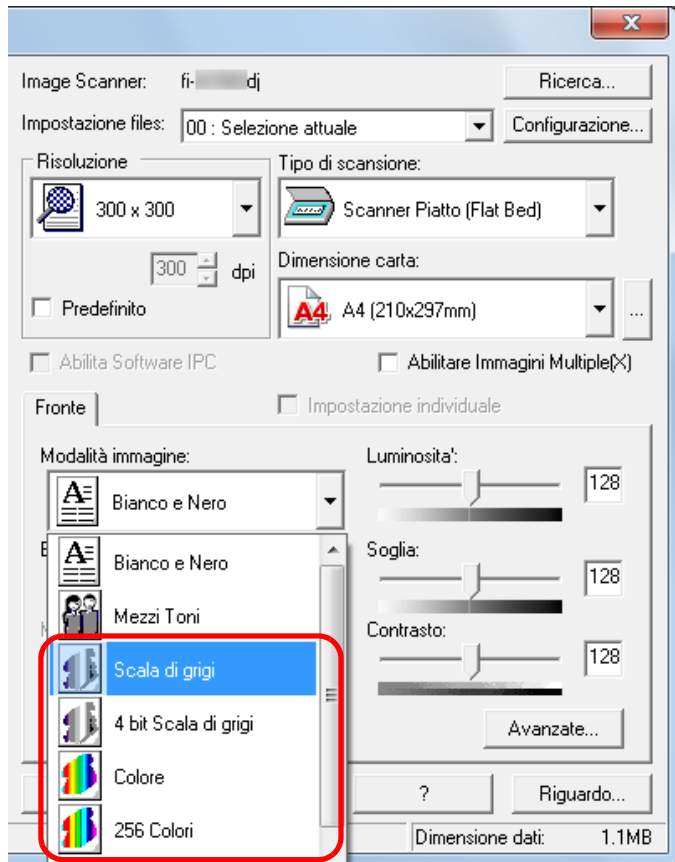 Image Scanner: fi- dj Ricerca...
Impostazione files: 00 : Selezione attuale Configurazione...
Risoluzione
300 x 300
300 dpi
Predefinito
Tipo di scansione:
Scanner Piatto (Flat Bed)
Dimensione carta:
A4 A4 (210x297mm) ...
Abilita Software IPC Abilitare Immagini Multiple(X)
Fronte Impostazione individuale
Modalità immagine:
A Bianco e Nero
A Bianco e Nero
Mezzi Toni
Scala di grigi
4 bit Scala di grigi
Colore
256 Colori
Luminosita': 128
Soglia: 128
Contrasto: 128
Avanzate...
? Riguardo...
Dimensione dati: 1.1MB